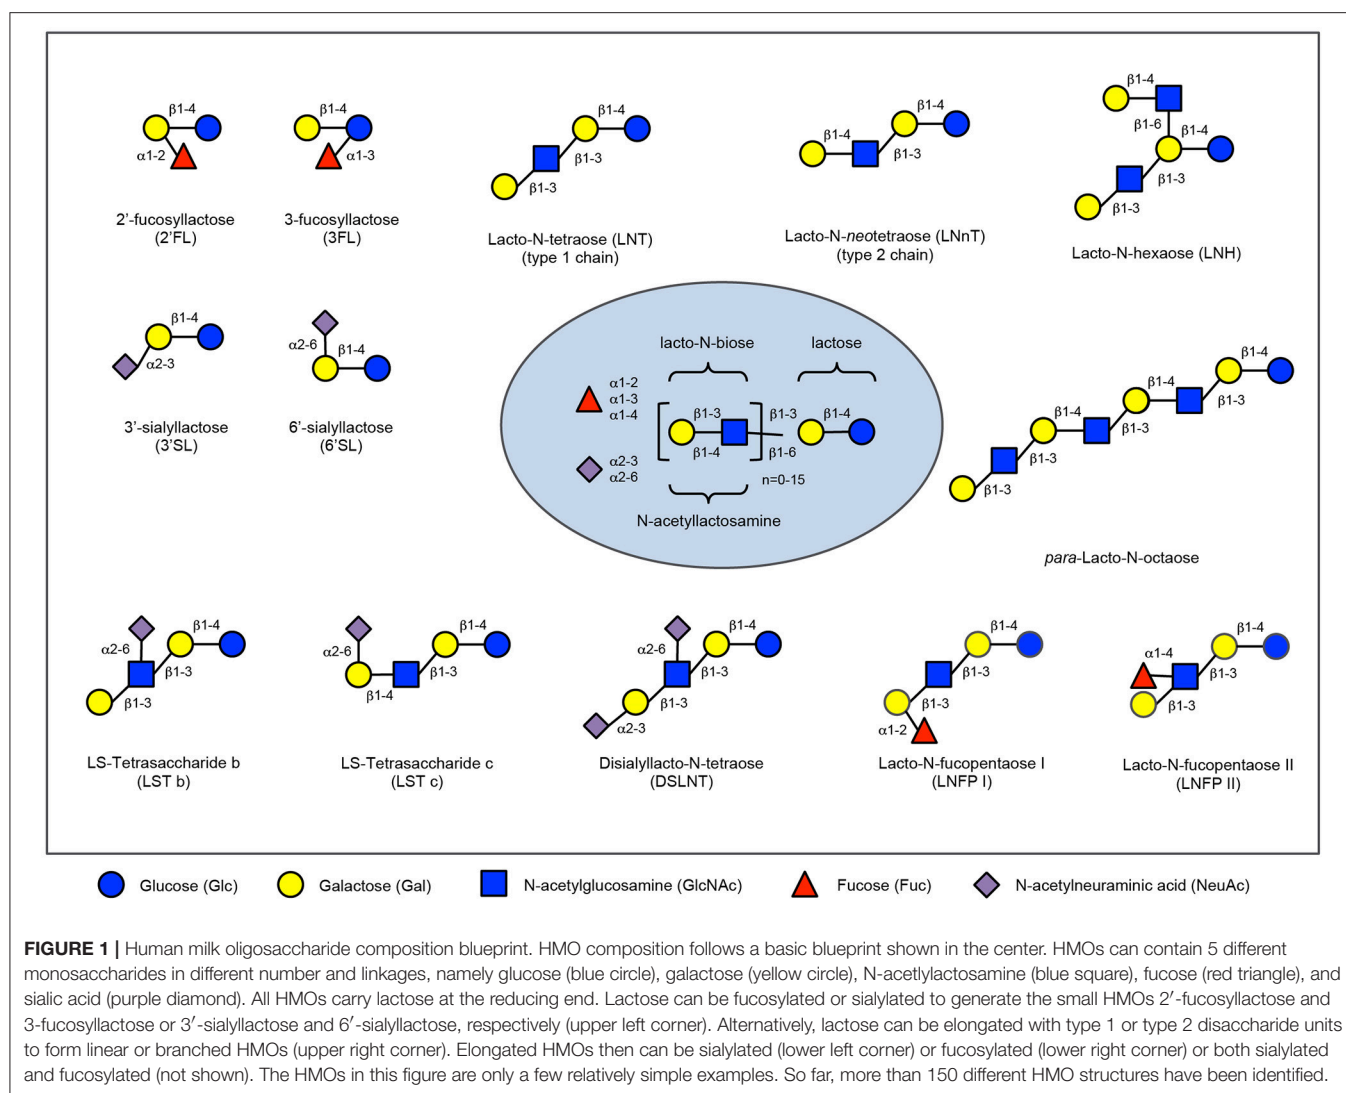 β1-4
α1-2
2'-fucosyllactose
(2'FL)
β1-4
α1-3
3-fucosyllactose
(3FL)
β1-4
β1-3
β1-3
Lacto-N-tetraose (LNT)
(type 1 chain)
β1-4
β1-4
β1-3
Lacto-N-neotetraose (LNnT)
(type 2 chain)
β1-4
β1-6
β1-4
β1-3
β1-3
Lacto-N-hexaose (LNH)
β1-4
α2-3
3'-sialyllactose
(3'SL)
α2-6
β1-4
6'-sialyllactose
(6'SL)
lacto-N-biose
lactose
α1-2
α1-3
α1-4
β1-3
β1-3
β1-4
α2-3
α2-6
β1-4
β1-6
n=0-15
N-acetyllactosamine
β1-4
β1-4
β1-3
β1-4
β1-3
β1-3
β1-3
para-Lacto-N-octaose
β1-4
α2-6
β1-3
β1-3
LS-Tetrasaccharide b
(LST b)
β1-4
α2-6
β1-3
β1-4
LS-Tetrasaccharide c
(LST c)
β1-4
α2-6
β1-3
β1-3
α2-3
Disialyllacto-N-tetraose
(DSLNT)
β1-4
β1-3
β1-3
α1-2
Lacto-N-fucopentaose I
(LNFP I)
β1-4
α1-4
β1-3
β1-3
Lacto-N-fucopentaose II
(LNFP II)
Glucose (Glc)
Galactose (Gal)
N-acetylglucosamine (GlcNAc)
Fucose (Fuc)
N-acetylneuraminic acid (NeuAc)
FIGURE 1 | Human milk oligosaccharide composition blueprint. HMO composition follows a basic blueprint shown in the center. HMOs can contain 5 different
monosaccharides in different number and linkages, namely glucose (blue circle), galactose (yellow circle), N-acetlylactosamine (blue square), fucose (red triangle), and
sialic acid (purple diamond). All HMOs carry lactose at the reducing end. Lactose can be fucosylated or sialylated to generate the small HMOs 2′-fucosyllactose and
3-fucosyllactose or 3′-sialyllactose and 6′-sialyllactose, respectively (upper left corner). Alternatively, lactose can be elongated with type 1 or type 2 disaccharide units
to form linear or branched HMOs (upper right corner). Elongated HMOs then can be sialylated (lower left corner) or fucosylated (lower right corner) or both sialylated
and fucosylated (not shown). The HMOs in this figure are only a few relatively simple examples. So far, more than 150 different HMO structures have been identified.